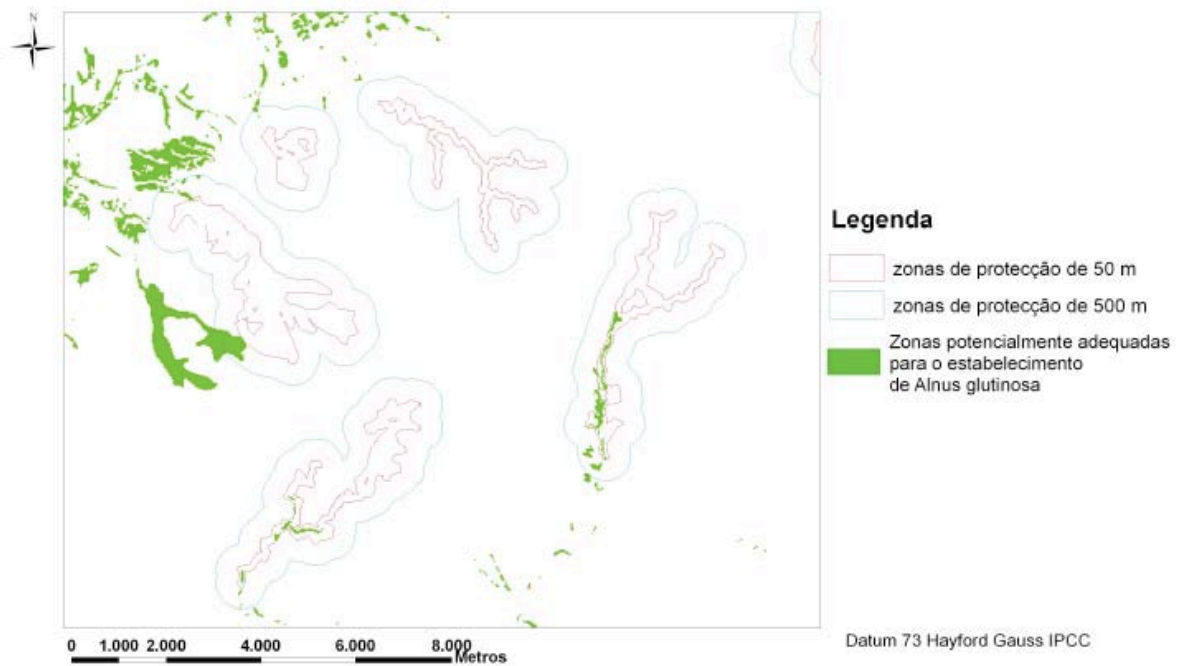 N
Legenda
zonas de protecção de 50 m
zonas de protecção de 500 m
Zonas potencialmente adequadas
para o estabelecimento
de Alnus glutinosa
0 1.000 2.000 4.000 6.000 8.000
Metros
Datum 73 Hayford Gauss IPCC